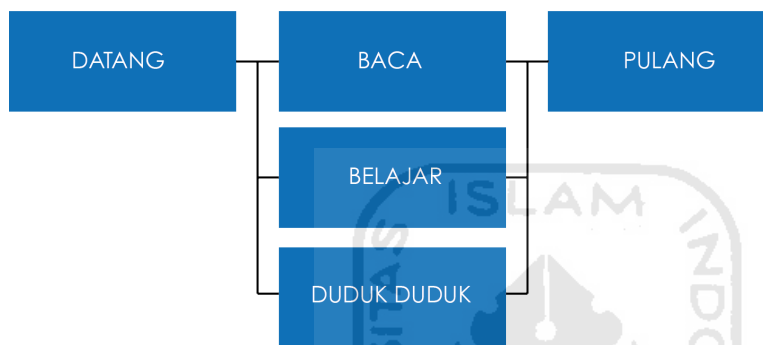 DATANG
BACA
PULANG
BELAJAR
DUDUK DUDUK
ISLAM